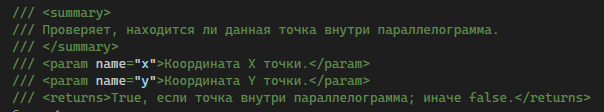 /// <summary>
/// Проверяет, находится ли данная точка внутри параллелограмма.
/// </summary>
/// <param name="x">Координата X точки.</param>
/// <param name="y">Координата Y точки.</param>
/// <returns>True, если точка внутри параллелограмма; иначе false.</returns>